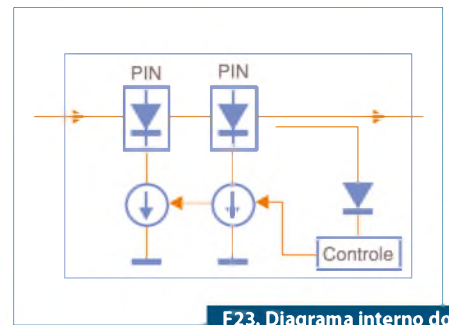 PIN PIN
Controle
F23. Diagrama interno do